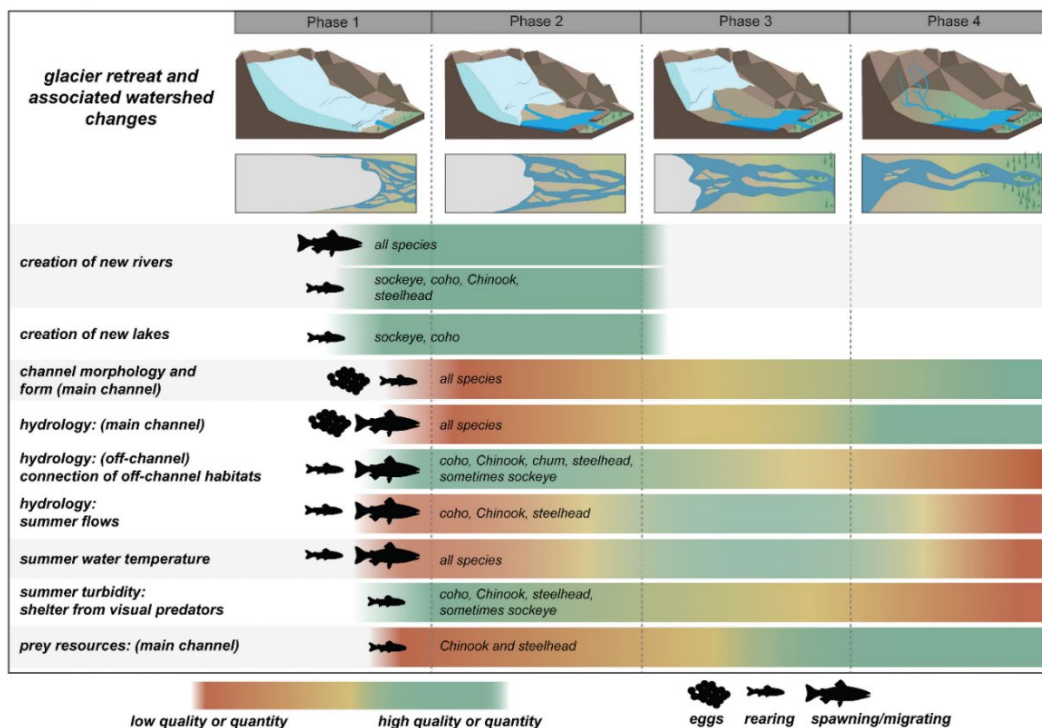 Phase 1
Phase 2
Phase 3
Phase 4
glacier retreat and
associated watershed
changes
creation of new rivers
all species
sockeye, coho, Chinook,
steelhead
creation of new lakes
sockeye, coho
channel morphology and
form (main channel)
all species
hydrology: (main channel)
all species
hydrology: (off-channel)
connection of off-channel habitats
coho, Chinook, chum, steelhead,
sometimes sockeye
hydrology:
summer flows
coho, Chinook, steelhead
summer water temperature
all species
summer turbidity:
shelter from visual predators
coho, Chinook, steelhead,
sometimes sockeye
prey resources: (main channel)
Chinook and steelhead
low quality or quantity
high quality or quantity
eggs
rearing
spawning/migrating